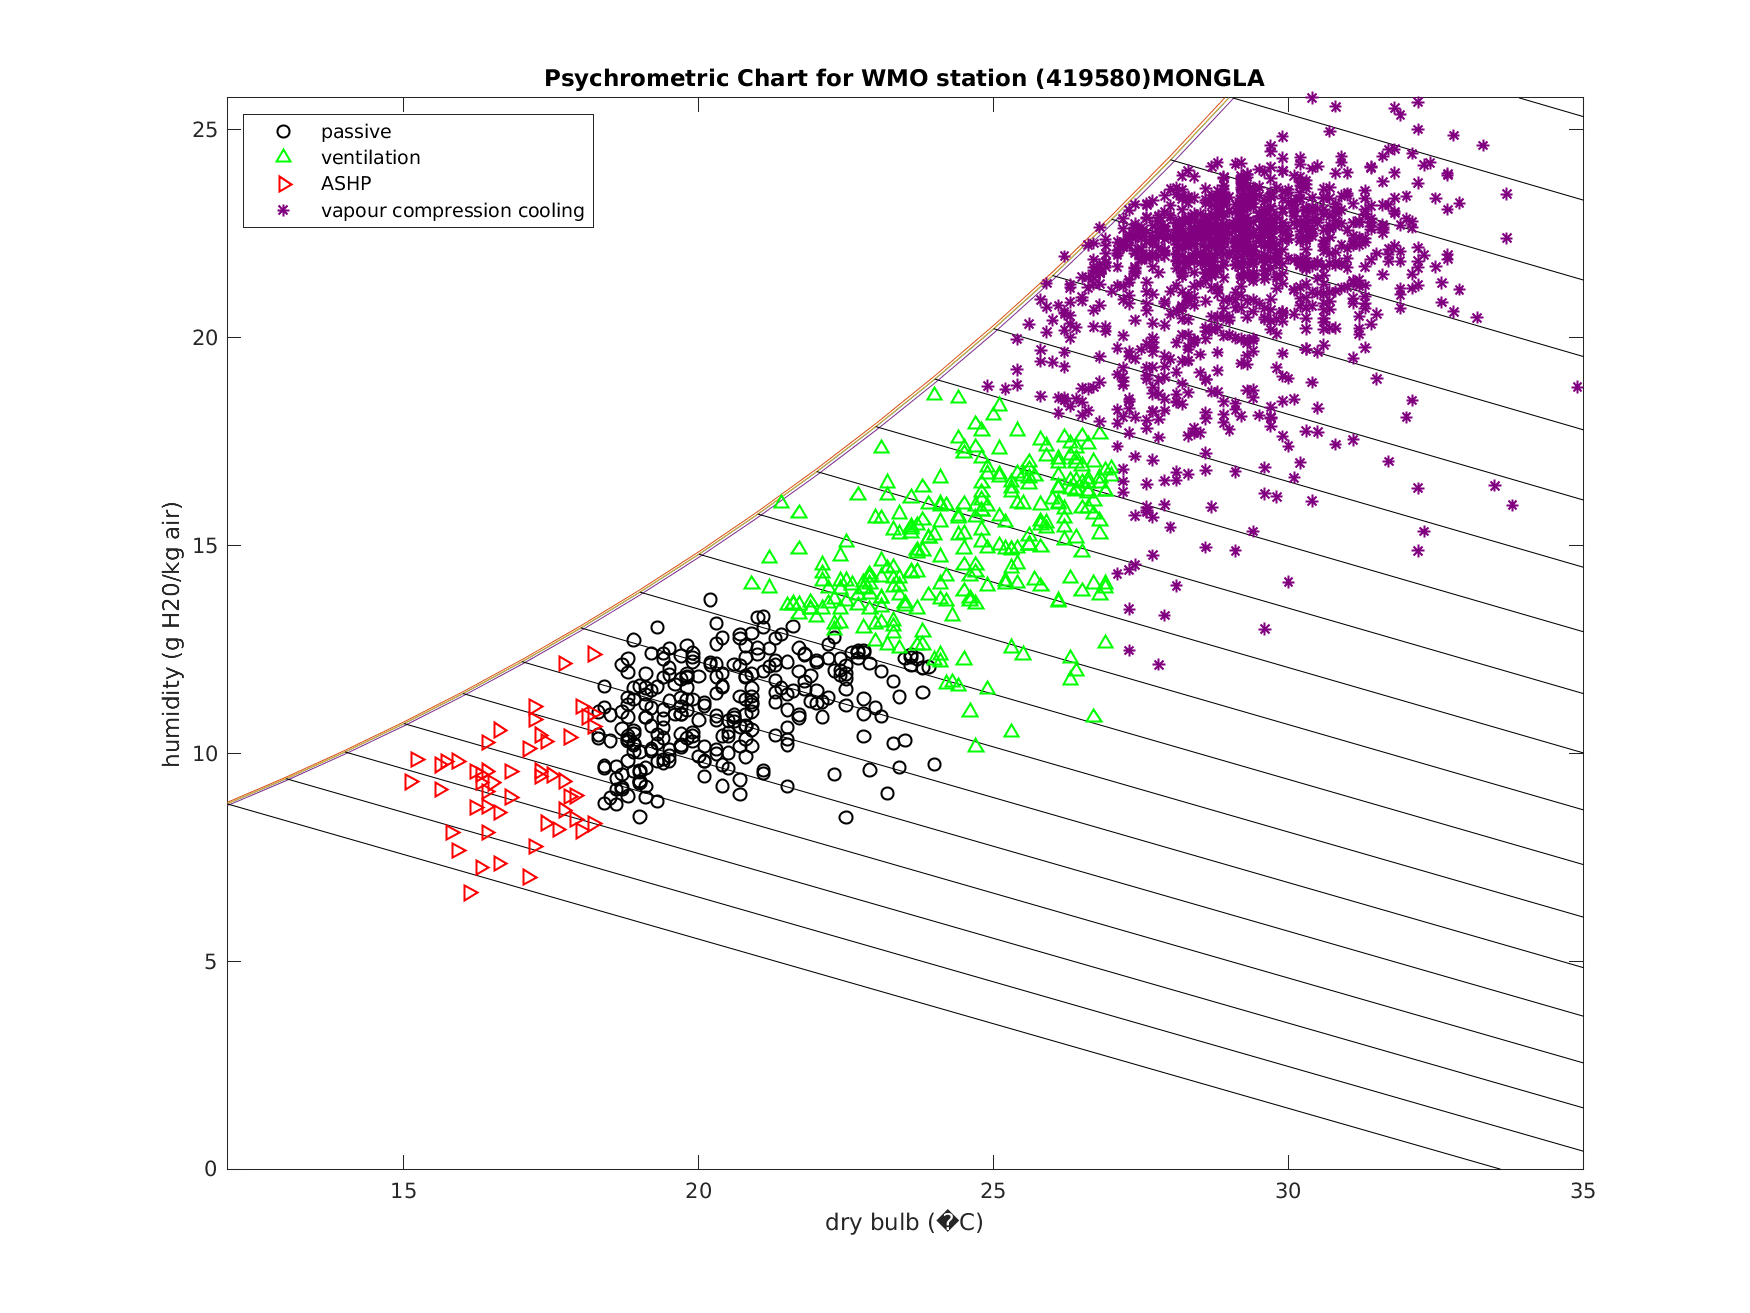 Psychrometric Chart for WMO station (419580)MONGLA
passive
ventilation
ASHP
vapour compression cooling
25
20
15
10
5
0
humidity (g H20/kg air)
15
20
25
30
35
dry bulb (�C)